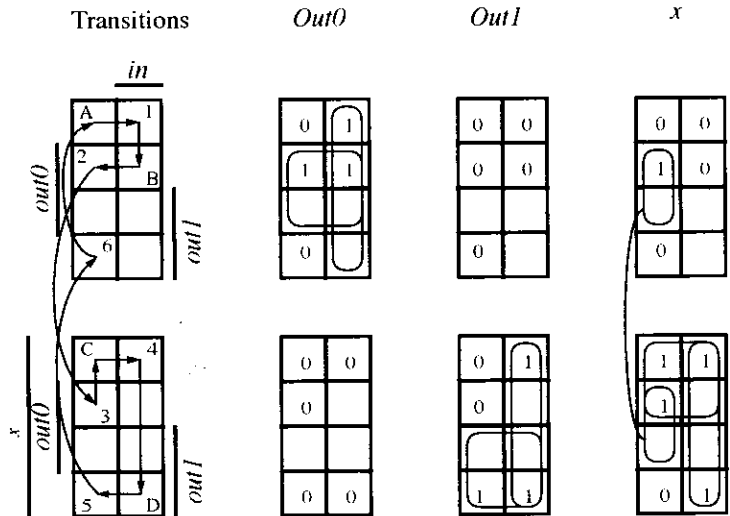 Transitions Out0 Out1 x
in
A 1 0 1 0 0 0 0
2 B 1 1 0 0 1 0
out0 out1
6 0 0 0
C 4 0 0 0 1 1 1
3 0 0 1
x out0 out1
5 D 0 0 1 1 0 1